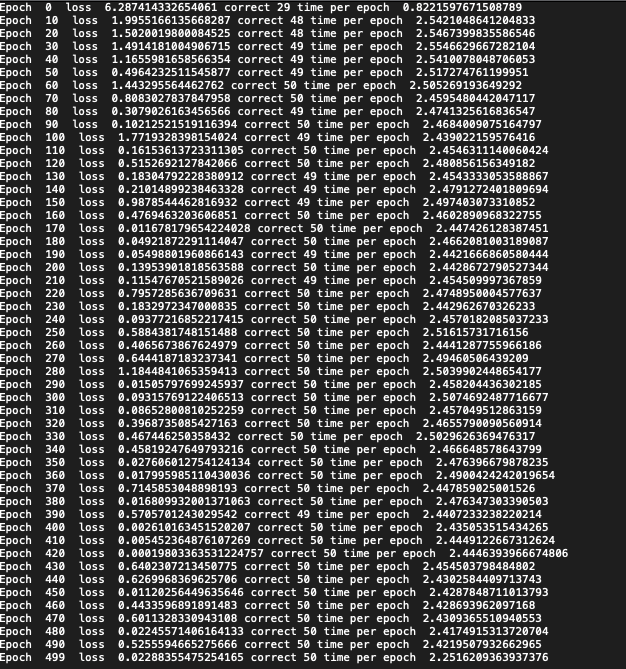 Epoch  0  loss  6.287414332654061 correct 29 time per epoch  0.8221597671508789
Epoch  10  loss  1.9955166135668287 correct 48 time per epoch  2.5421048641204833
Epoch  20  loss  1.5020019800084525 correct 48 time per epoch  2.5467399835586546
Epoch  30  loss  1.4914181004906715 correct 49 time per epoch  2.5546629667282104
Epoch  40  loss  1.1655981658566354 correct 49 time per epoch  2.5410078048706053
Epoch  50  loss  0.4964232511545877 correct 49 time per epoch  2.517274761199951
Epoch  60  loss  1.443295564462762 correct 50 time per epoch  2.505269193649292
Epoch  70  loss  0.8083027837847958 correct 50 time per epoch  2.4595480442047117
Epoch  80  loss  0.3079026163456566 correct 49 time per epoch  2.4741325616836547
Epoch  90  loss  0.10212521519116394 correct 50 time per epoch  2.4684009075164797
Epoch  100  loss  1.7719328398154024 correct 49 time per epoch  2.439022159576416
Epoch  110  loss  0.16153613723311305 correct 50 time per epoch  2.4546311140060424
Epoch  120  loss  0.5152692127842066 correct 50 time per epoch  2.480856156349182
Epoch  130  loss  0.18304792228380912 correct 49 time per epoch  2.4543333053588867
Epoch  140  loss  0.21014899238463328 correct 49 time per epoch  2.4791272401809694
Epoch  150  loss  0.9878544462816932 correct 49 time per epoch  2.497403073310852
Epoch  160  loss  0.4769463203606851 correct 50 time per epoch  2.4602890968322755
Epoch  170  loss  0.011678179654224028 correct 50 time per epoch  2.447426128387451
Epoch  180  loss  0.04921872291114047 correct 50 time per epoch  2.4662081003189087
Epoch  190  loss  0.05498801960866143 correct 49 time per epoch  2.4421666860580444
Epoch  200  loss  0.13953901818563588 correct 50 time per epoch  2.4428672790527344
Epoch  210  loss  0.11547670521589026 correct 49 time per epoch  2.454509997367859
Epoch  220  loss  0.7957285636709631 correct 50 time per epoch  2.4748950004577637
Epoch  230  loss  0.1832972347000835 correct 50 time per epoch  2.442962670326233
Epoch  240  loss  0.09377216852217415 correct 50 time per epoch  2.4570182085037233
Epoch  250  loss  0.5884381748151488 correct 50 time per epoch  2.51615731716156
Epoch  260  loss  0.4065673867624979 correct 50 time per epoch  2.4441287755966186
Epoch  270  loss  0.6444187183237341 correct 50 time per epoch  2.49460506439209
Epoch  280  loss  1.1844841065359413 correct 50 time per epoch  2.5039902448654177
Epoch  290  loss  0.01505797699245937 correct 50 time per epoch  2.458204436302185
Epoch  300  loss  0.09315769122406513 correct 50 time per epoch  2.5074692487716677
Epoch  310  loss  0.08652800810252259 correct 50 time per epoch  2.457049512863159
Epoch  320  loss  0.3968735085427163 correct 50 time per epoch  2.4655790090560914
Epoch  330  loss  0.467446250358432 correct 50 time per epoch  2.5029626369476317
Epoch  340  loss  0.45819247649793216 correct 50 time per epoch  2.466648578643799
Epoch  350  loss  0.027606012754124134 correct 50 time per epoch  2.476396679878235
Epoch  360  loss  0.017995985110430036 correct 50 time per epoch  2.4900424242019654
Epoch  370  loss  0.7145853048898193 correct 50 time per epoch  2.447859025001526
Epoch  380  loss  0.016809932001371063 correct 50 time per epoch  2.476347303390503
Epoch  390  loss  0.5705701243029542 correct 49 time per epoch  2.4407233238220214
Epoch  400  loss  0.002610163451520207 correct 50 time per epoch  2.435053515434265
Epoch  410  loss  0.005452364876107269 correct 50 time per epoch  2.4449122667312624
Epoch  420  loss  0.00019803363531224757 correct 50 time per epoch  2.4446393966674806
Epoch  430  loss  0.6402307213450775 correct 50 time per epoch  2.454503798484802
Epoch  440  loss  0.6269968369625706 correct 50 time per epoch  2.4302584409713743
Epoch  450  loss  0.01120256449635646 correct 50 time per epoch  2.4287848711013793
Epoch  460  loss  0.4433596891891483 correct 50 time per epoch  2.428693962097168
Epoch  470  loss  0.6011328330943108 correct 50 time per epoch  2.4309365510940553
Epoch  480  loss  0.02245571406164133 correct 50 time per epoch  2.4174915313720704
Epoch  490  loss  0.5255594665275666 correct 50 time per epoch  2.4219507932662965
Epoch  499  loss  0.02288355475254165 correct 50 time per epoch  2.2516209363937376